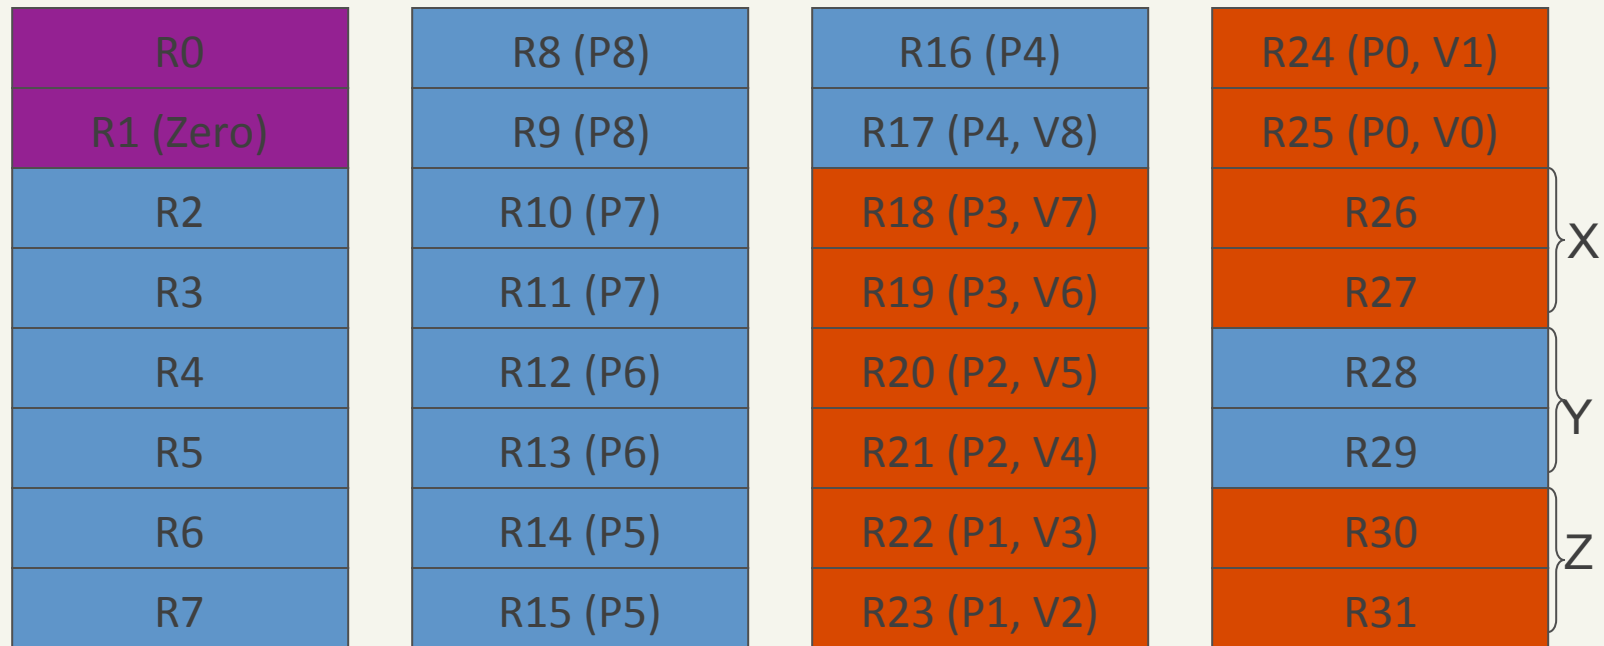 R0
R1 (Zero)
R2
R3
R4
R5
R6
R7
R8 (P8)
R9 (P8)
R10 (P7)
R11 (P7)
R12 (P6)
R13 (P6)
R14 (P5)
R15 (P5)
R16 (P4)
R17 (P4, V8)
R18 (P3, V7)
R19 (P3, V6)
R20 (P2, V5)
R21 (P2, V4)
R22 (P1, V3)
R23 (P1, V2)
R24 (P0, V1)
R25 (P0, V0)
R26
R27
R28
R29
R30
R31
X
Y
Z